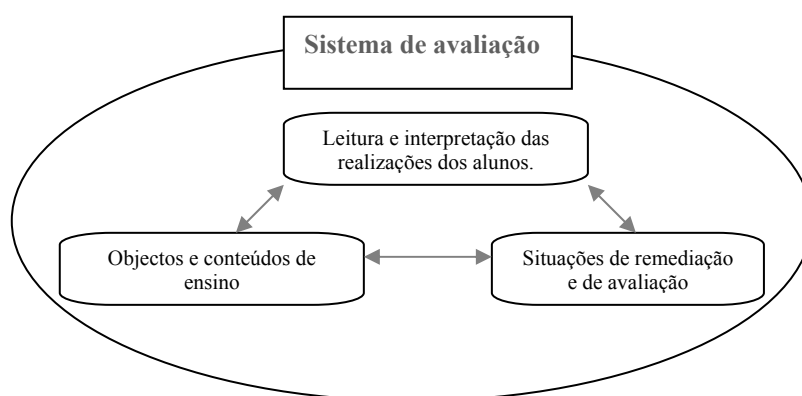 Sistema de avaliação
Leitura e interpretação das
realizações dos alunos.
Objectos e conteúdos de
ensino
Situações de remediação
e de avaliação